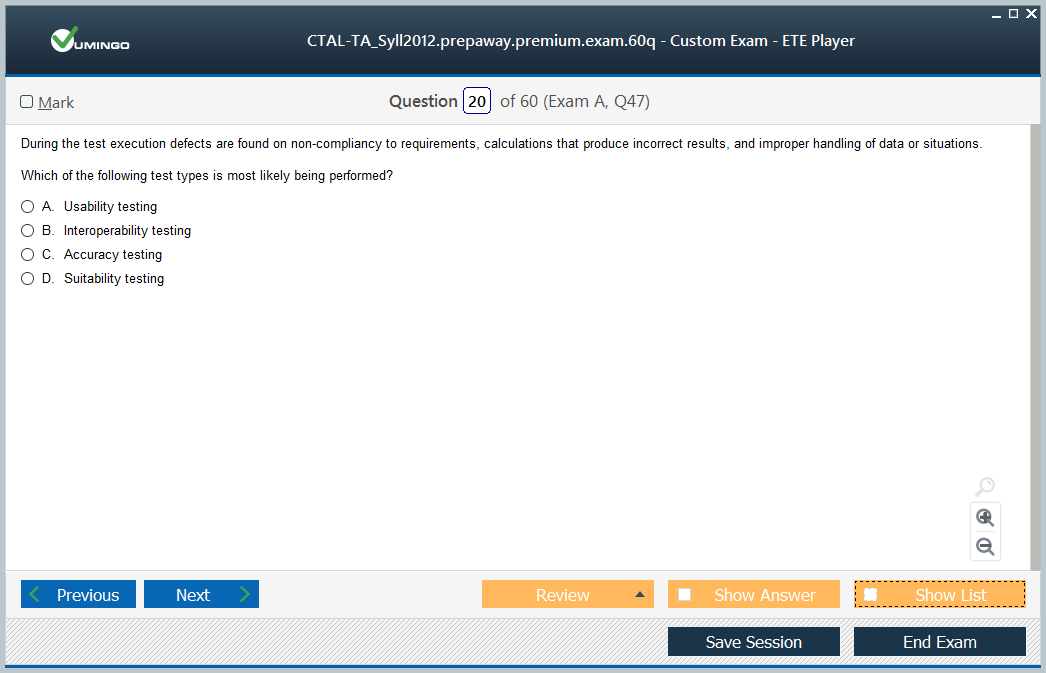 VUMINGO
CTAL-TA_Syll2012.prepaway.premium.exam.60q - Custom Exam - ETE Player
Mark
Question 20 of 60 (Exam A, Q47)
During the test execution defects are found on non-compliancy to requirements, calculations that produce incorrect results, and improper handling of data or situations.
Which of the following test types is most likely being performed?
A. Usability testing
B. Interoperability testing
C. Accuracy testing
D. Suitability testing
Previous Next Review Show Answer Show List
Save Session End Exam